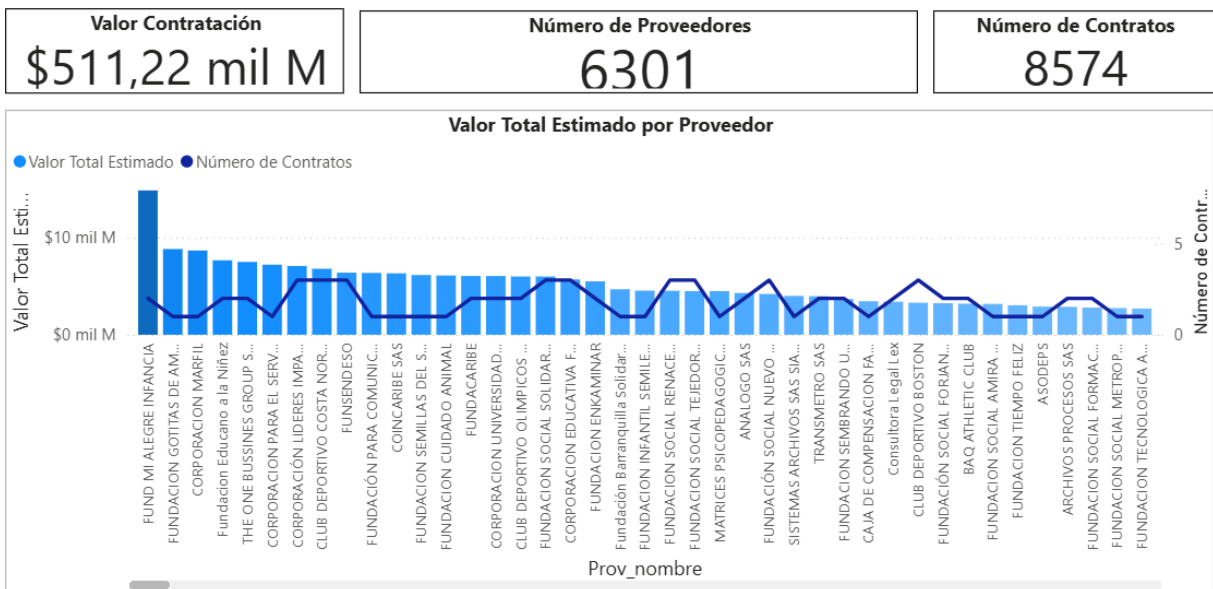 Valor Contratación
$511,22 mil M
Número de Proveedores
6301
Número de Contratos
8574
Valor Total Estimado por Proveedor
Valor Total Estimado
Número de Contratos
Valor Total Esti...
$10 mil M
$0 mil M
5
0
Número de Contr...
FUND MI ALEGRE INFANCIA
FUNDACION GOTITAS DE AM...
CORPORACION MARFIL
Fundacion Educano a la Niñez
THE ONE BUSSINES GROUP S...
CORPORACION PARA EL SERV...
CORPORACIÓN LIDERES IMPA...
CLUB DEPORTIVO COSTA NOR...
FUNSENDESO
FUNDACIÓN PARA COMUNIC...
COINCARIBE SAS
FUNDACION SEMILLAS DEL S...
FUNDACION CUIDADO ANIMAL
FUNDACARIBE
CORPORACION UNIVERSIDAD...
CLUB DEPORTIVO OLIMPICOS ...
FUNDACION SOCIAL SOLIDAR...
CORPORACION EDUCATIVA F...
FUNDACION ENKAMINAR
Fundación Barranquilla Solidar...
FUNDACION INFANTIL SEMILE...
FUNDACION SOCIAL RENACE...
FUNDACION SOCIAL TEJEDOR...
MATRICES PSICOPEDAGOGIC...
ANALOGO SAS
FUNDACIÓN SOCIAL NUEVO ...
SISTEMAS ARCHIVOS SAS SIA...
TRANSMETRO SAS
FUNDACION SEMBRANDO U...
CAJA DE COMPENSACION FA...
Consultora Legal Lex
CLUB DEPORTIVO BOSTON
FUNDACIÓN SOCIAL FORJAN...
BAQ ATHLETIC CLUB
FUNDACION SOCIAL AMIRA ...
FUNDACION TIEMPO FELIZ
ASODEPS
ARCHIVOS PROCESOS SAS
FUNDACION SOCIAL FORMAC...
FUNDACION SOCIAL METROP...
FUNDACION TECNOLOGICA A...
Prov_nombre